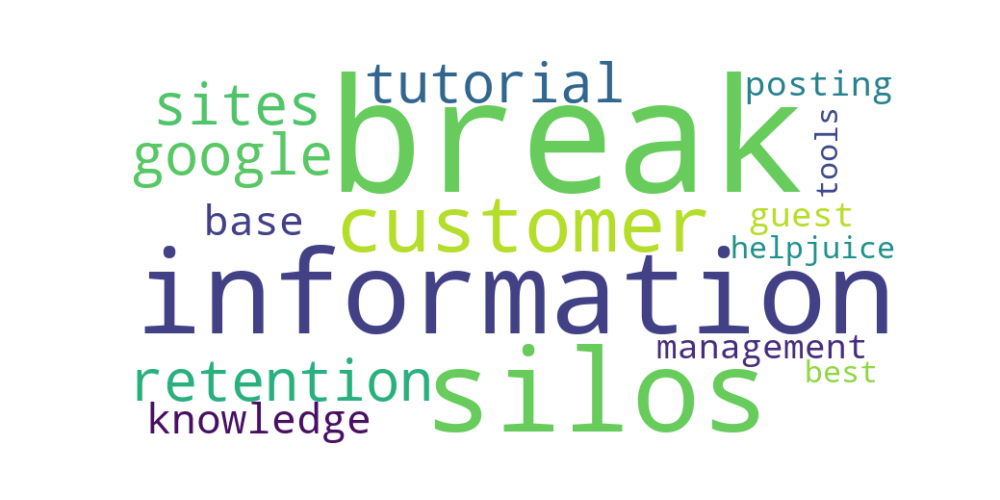 tutorial
posting
sites
break
tools
google
base
customer
guest
helpjuice
information
management
retention
silos
best
knowledge